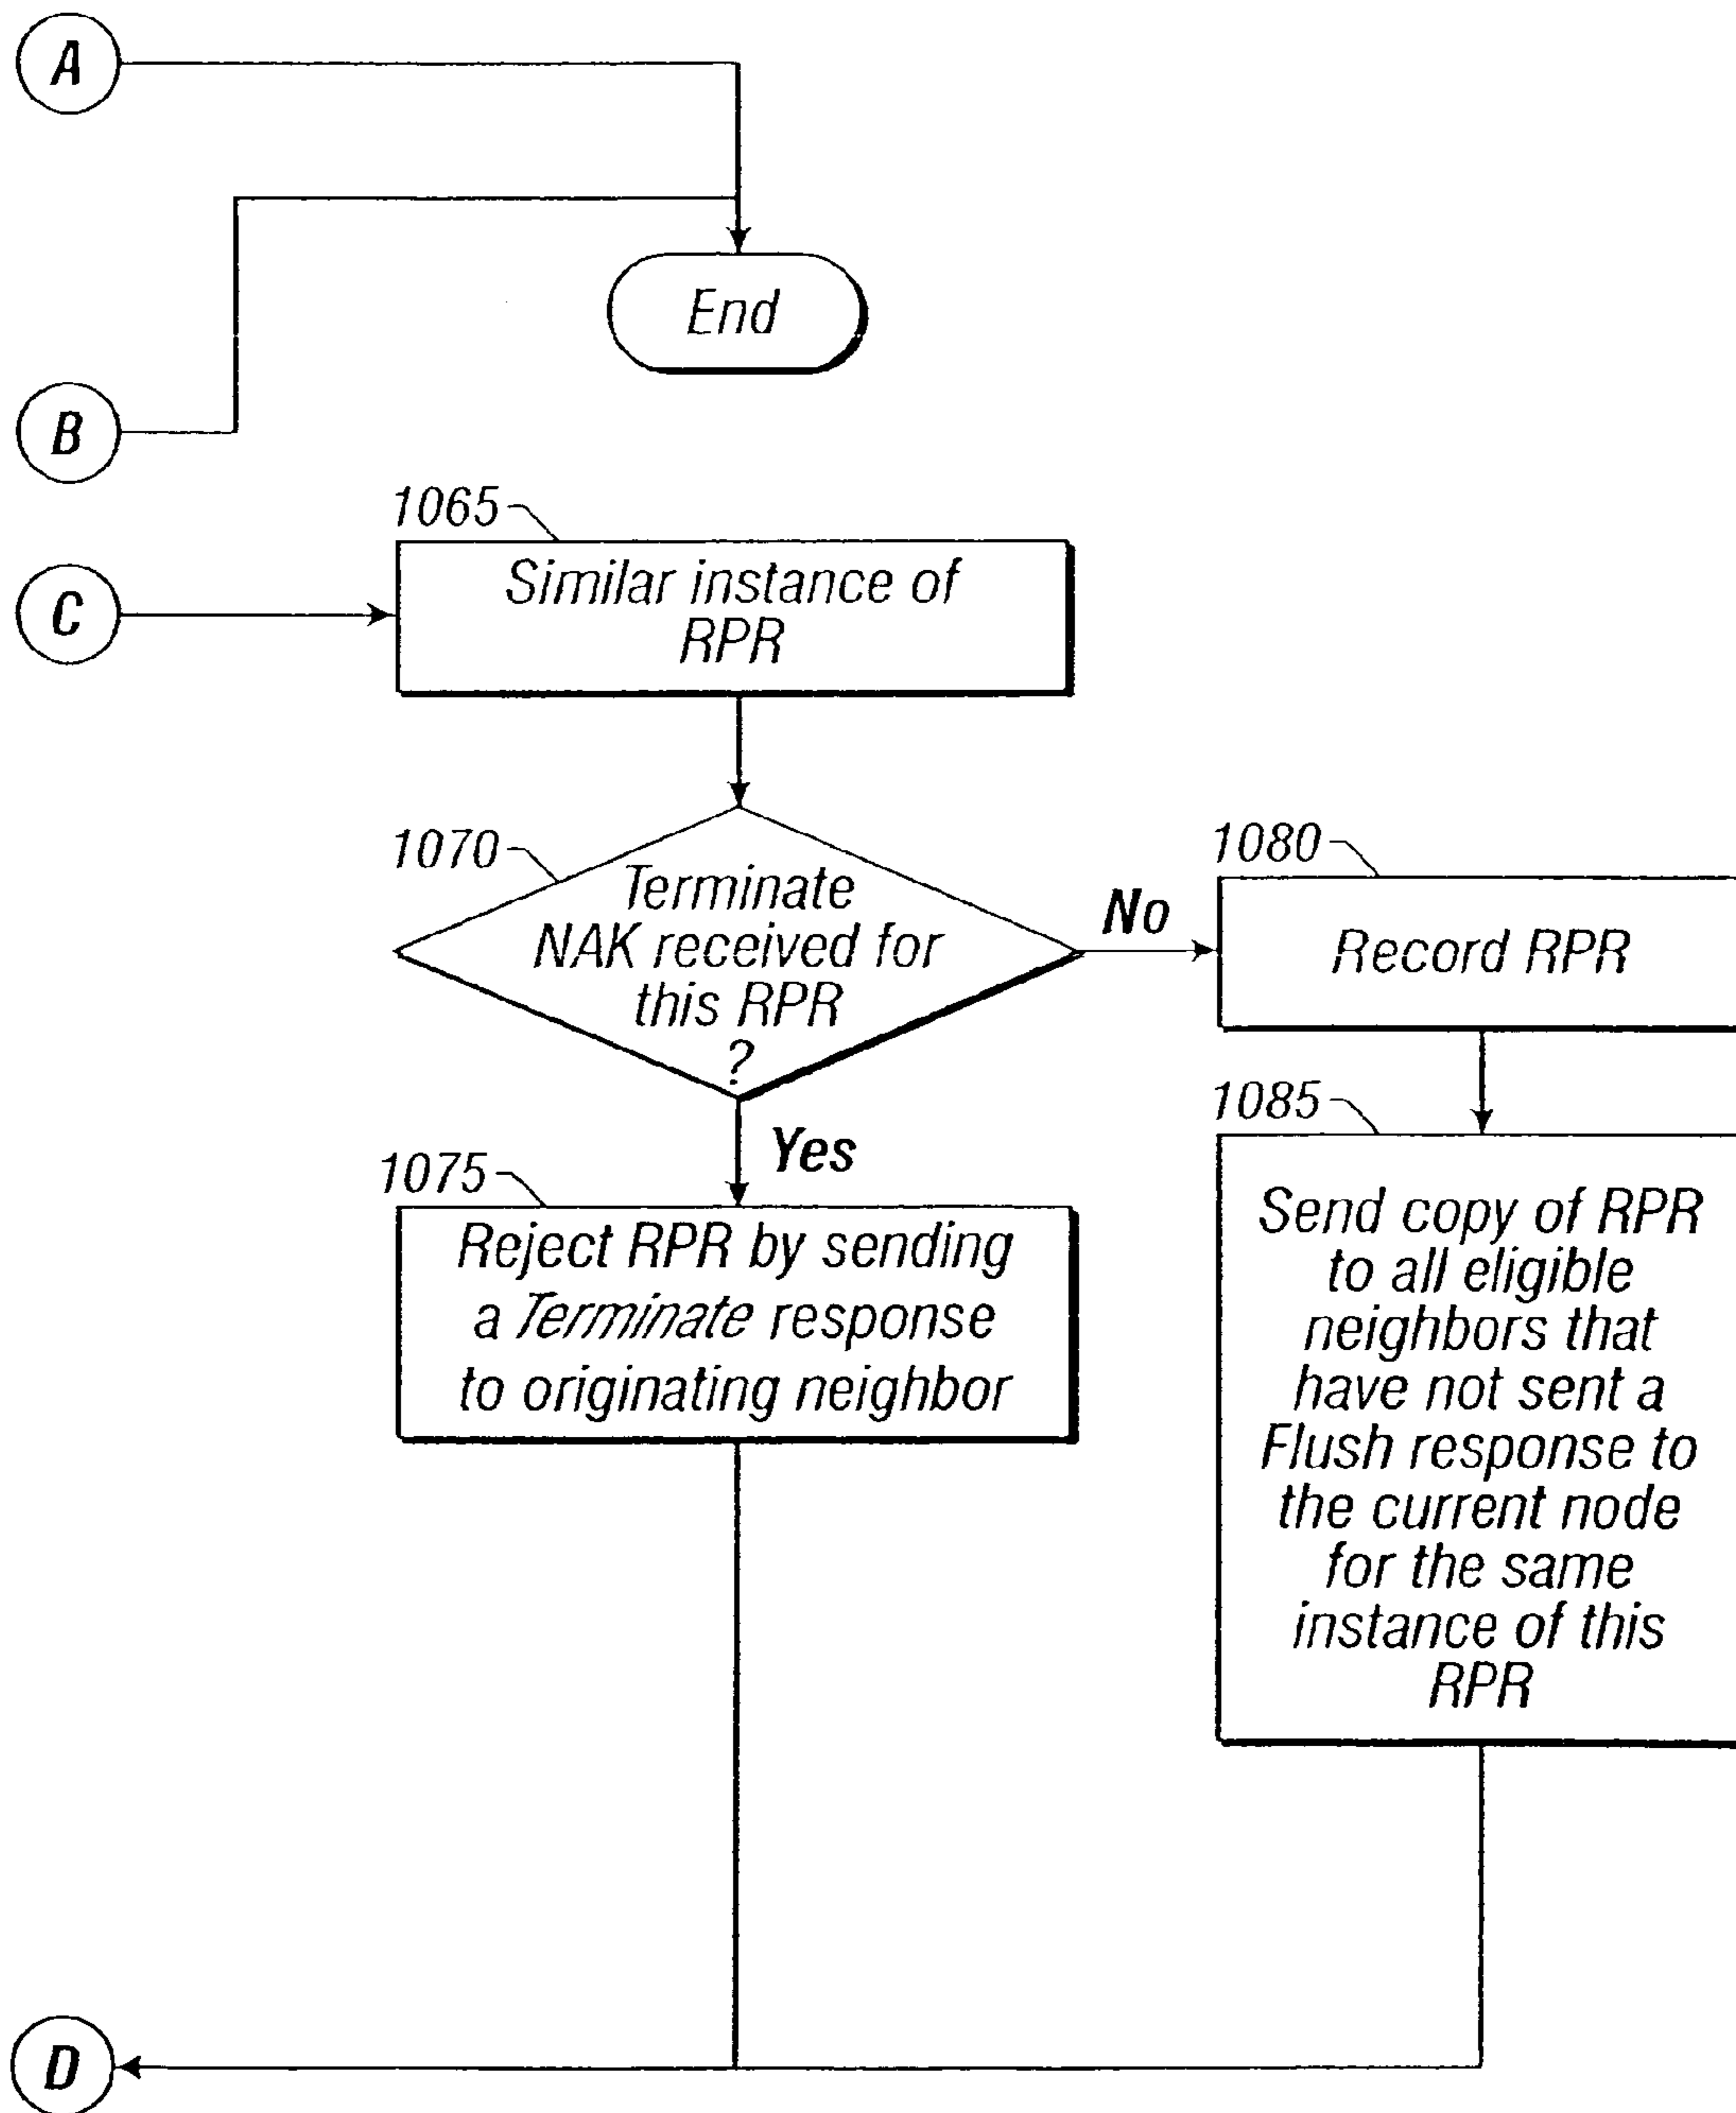 A
End
B
1065
C
Similar instance of
RPR
1070
Terminate
NAK received for
this RPR
?
No
1080
Record RPR
Yes
1075
Reject RPR by sending
a Terminate response
to originating neighbor
1085
Send copy of RPR
to all eligible
neighbors that
have not sent a
Flush response to
the current node
for the same
instance of this
RPR
D